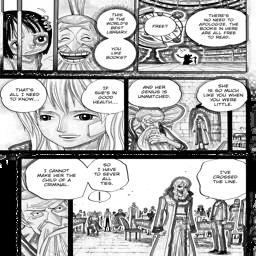 THIS IS
THE
WORLD'S
BEST
LIBRARY.
YOU
LIKE
BOOKS?
FREE?
THERE'S
NO NEED TO
APOLOGIZE.
THE BOOKS IN HERE
ARE ALL FREE
TO READ.
THAT'S
ALL I NEED
TO KNOW...
IF
SHE'S IN
GOOD
HEALTH...
AND HER
GENIUS IS
UNMATCHED.
SHE IS
SO MUCH
LIKE YOU WHEN
YOU WERE
LITTLE.
I CANNOT
MAKE HER THE
CHILD OF A
CRIMINAL.
SO
I HAVE
TO SEVER
ALL
TIES.
I'VE
CROSSED
THE LINE.